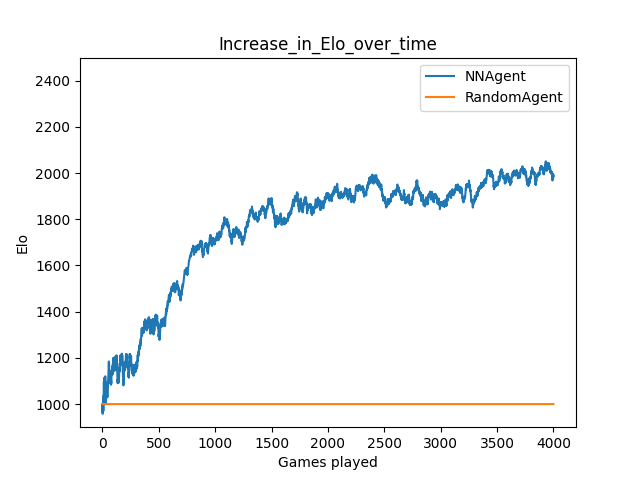 Increase_in_Elo_over_time
NNAgent
RandomAgent
2400
2200
2000
1800
1600
1400
1200
1000
Elo
0 500 1000 1500 2000 2500 3000 3500 4000
Games played